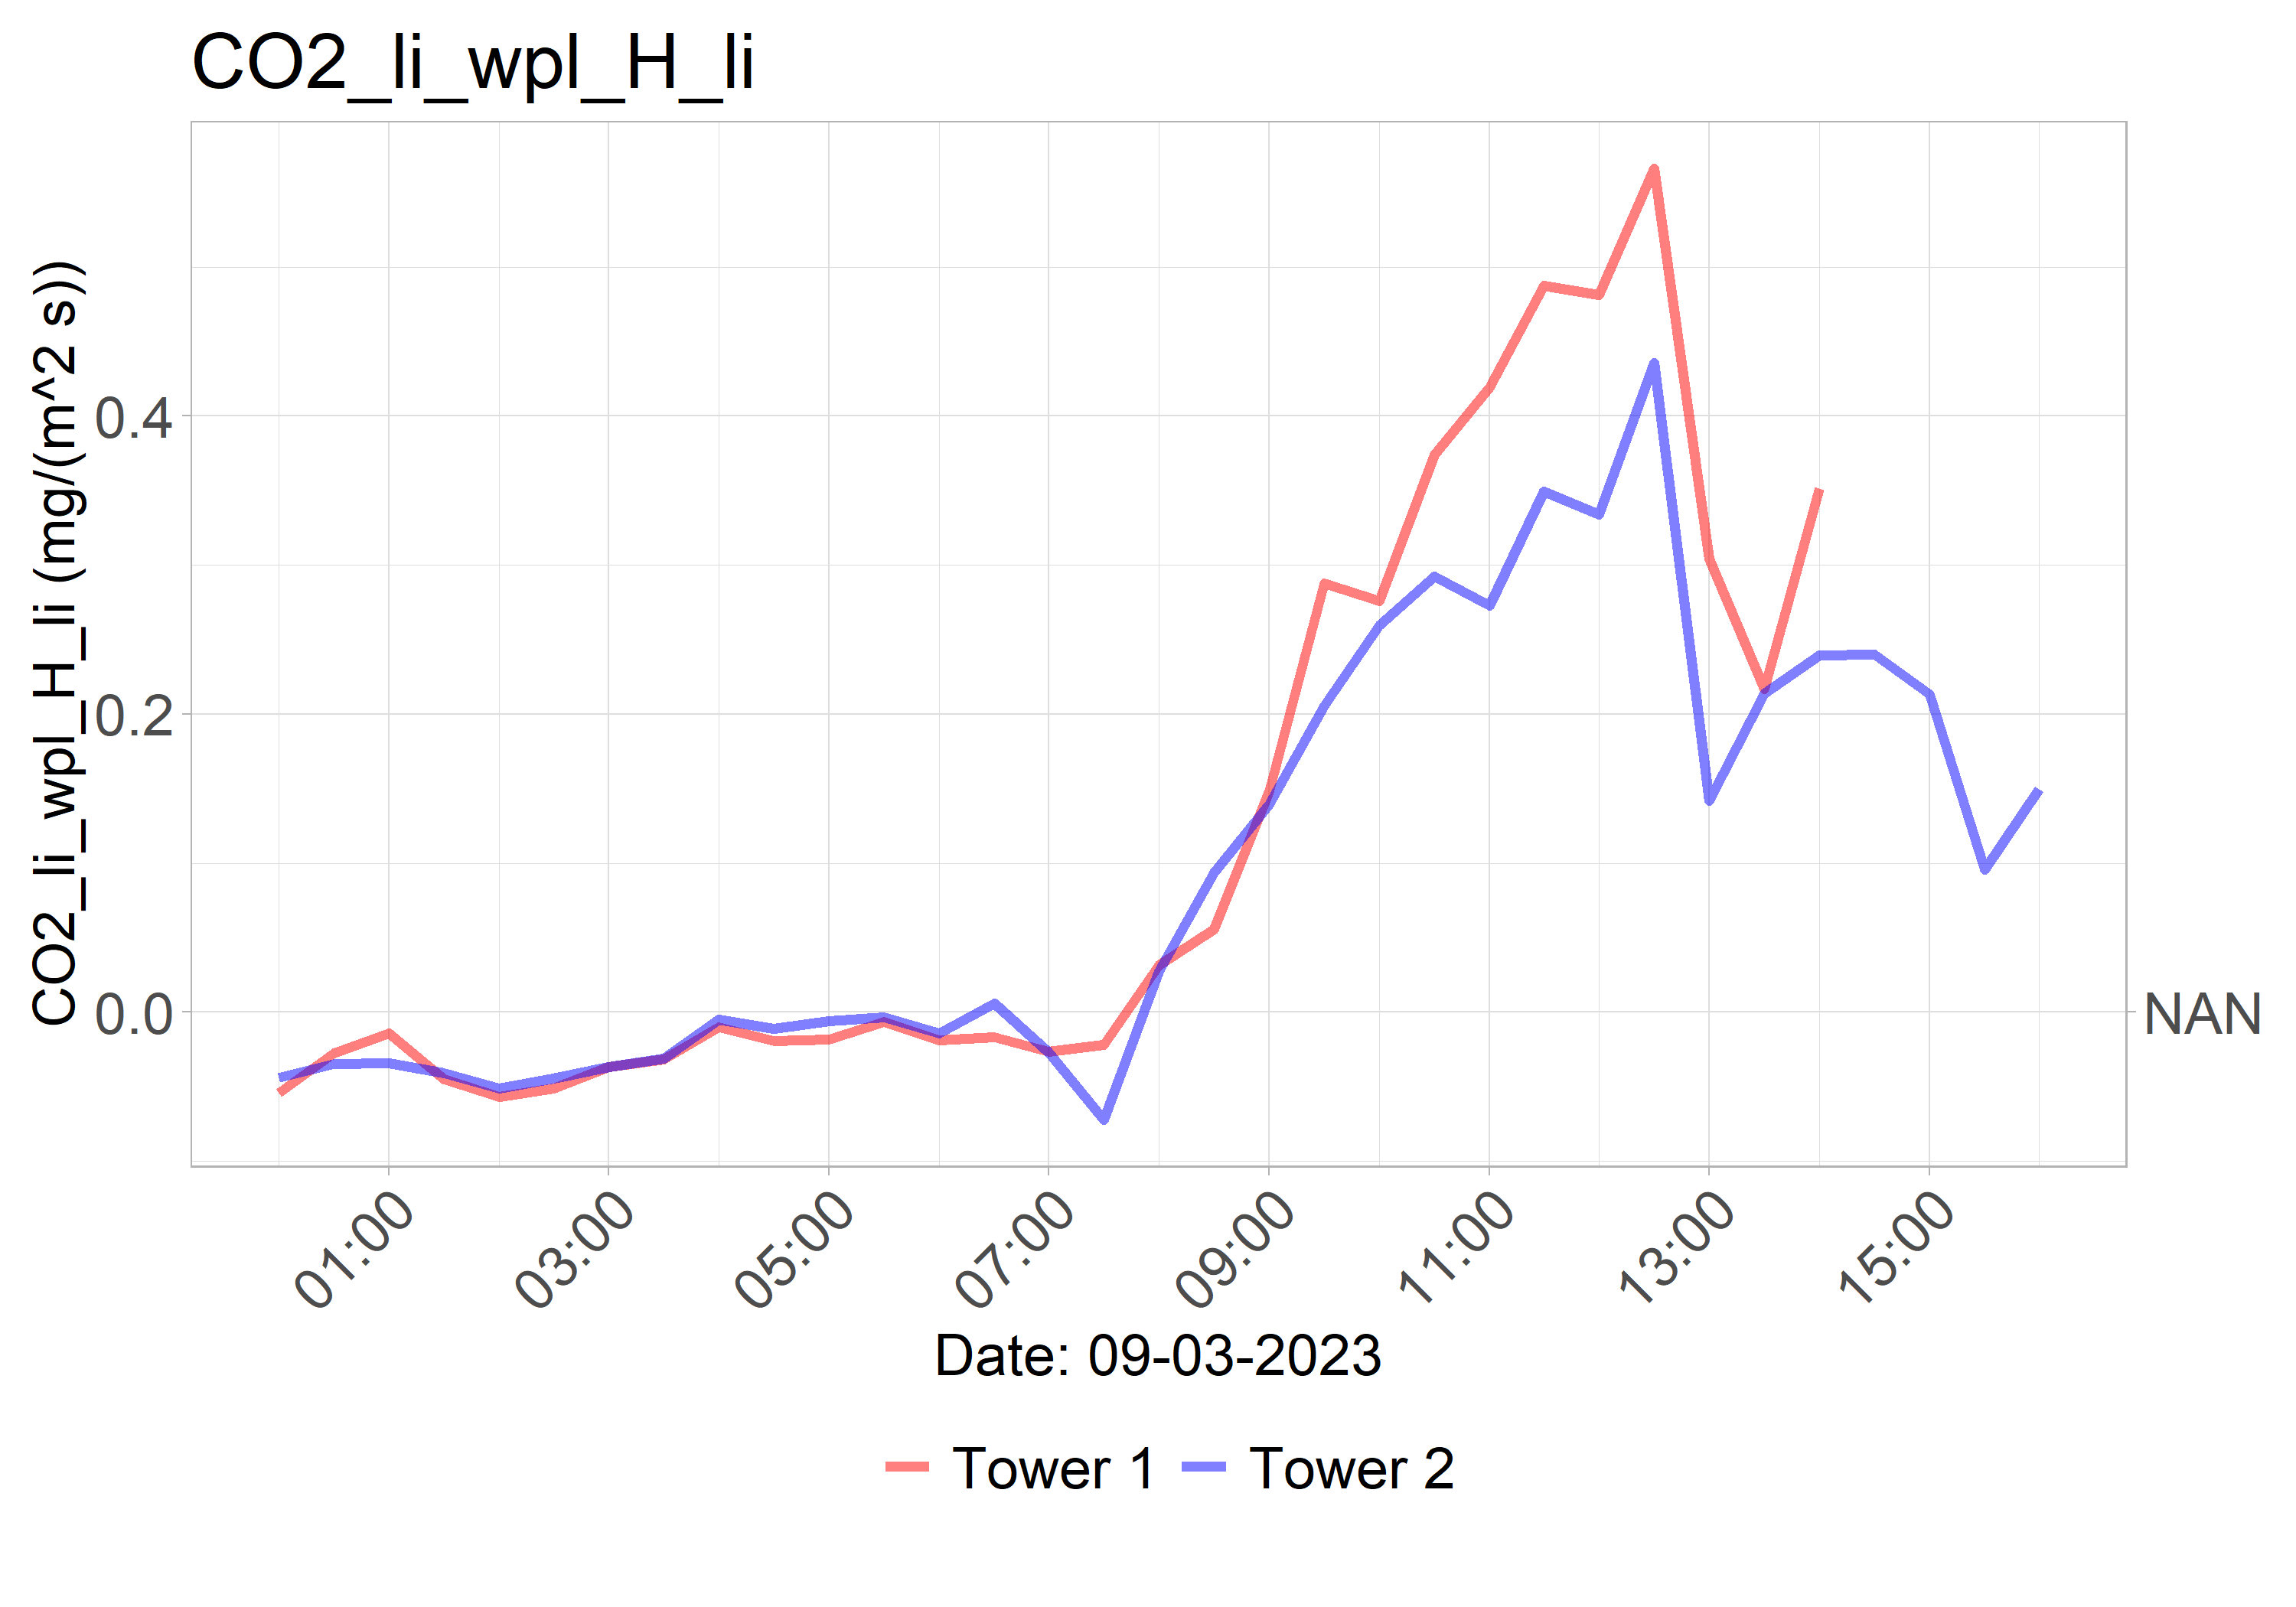 CO2_li_wpl_H_li
CO2_li_wpl_H_li (mg/(m^2 s))
0.4
0.2
0.0
NAN
01:00
03:00
05:00
07:00
09:00
11:00
13:00
15:00
Date: 09-03-2023
Tower 1
Tower 2